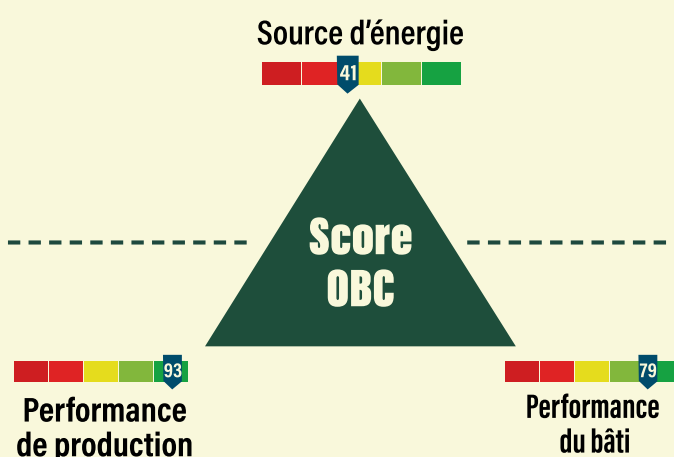 Source d'énergie
41
Score
OBC
93
79
Performance
de production
Performance
du bâti